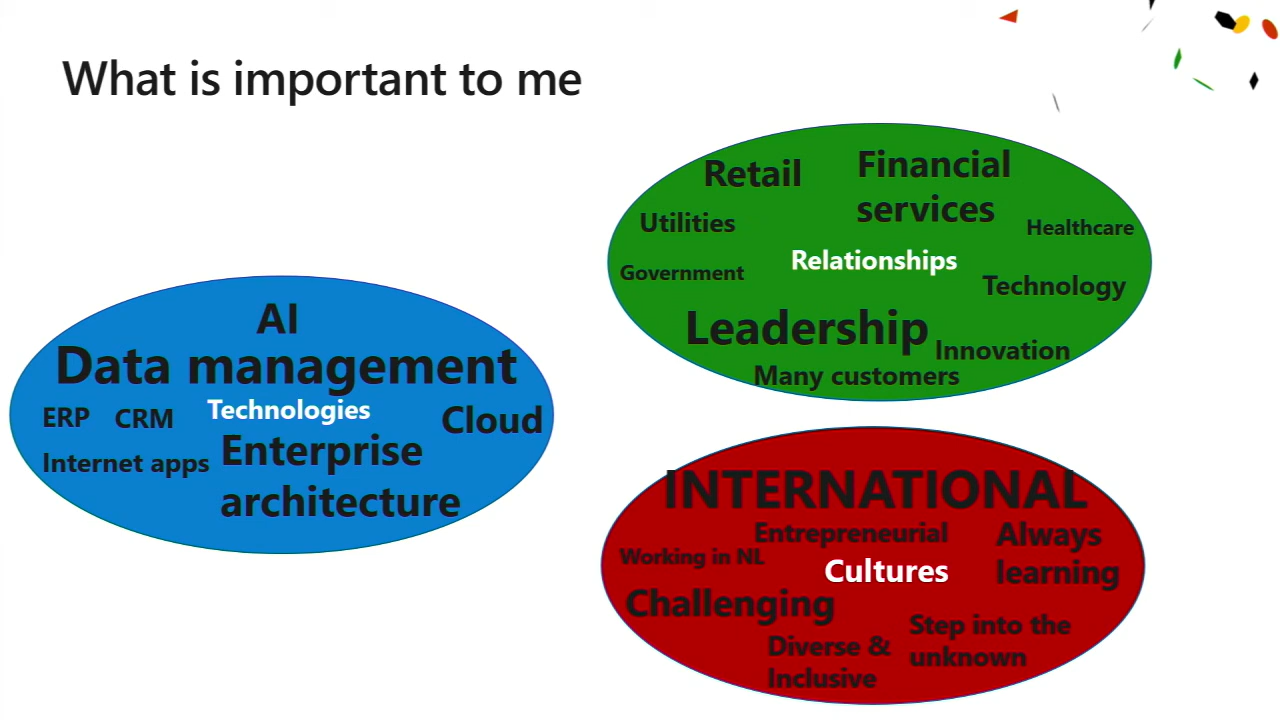 What is important to me
Retail
Financial
services
Utilities
Healthcare
Relationships
Government
Technology
Leadership
Innovation
Many customers
AI
Data management
Technologies
ERP
CRM
Cloud
Internet apps
Enterprise
architecture
INTERNATIONAL
Entrepreneurial
Always
learning
Working in NL
Cultures
Challenging
Step into the
unknown
Diverse &
Inclusive